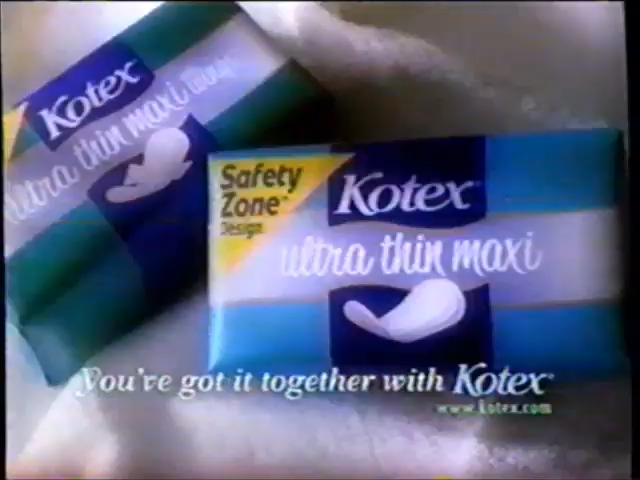 Kotex
ultra thin maxi
Safety
Zone™
Design
Kotex
ultra thin maxi
You've got it together with Kotex®
www.kotex.com